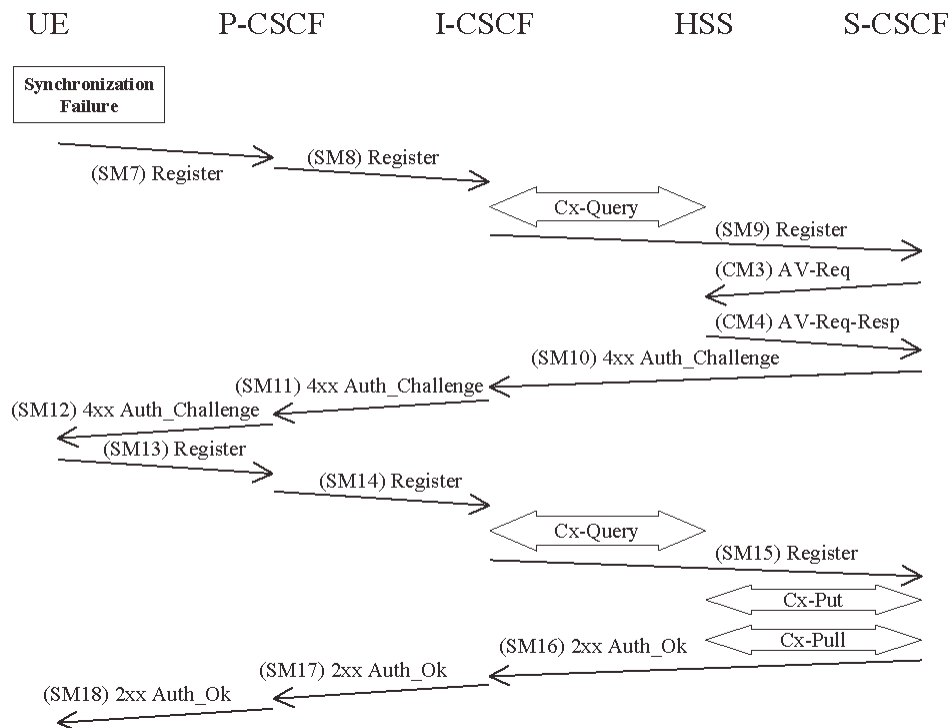 UE P-CSCF I-CSCF HSS S-CSCF
Synchronization
Failure
(SM7) Register
(SM8) Register
Cx-Query
(SM9) Register
(CM3) AV-Req
(CM4) AV-Req-Resp
(SM10) 4xx Auth_Challenge
(SM11) 4xx Auth_Challenge
(SM12) 4xx Auth_Challenge
(SM13) Register
(SM14) Register
Cx-Query
(SM15) Register
Cx-Put
Cx-Pull
(SM16) 2xx Auth_Ok
(SM17) 2xx Auth_Ok
(SM18) 2xx Auth_Ok